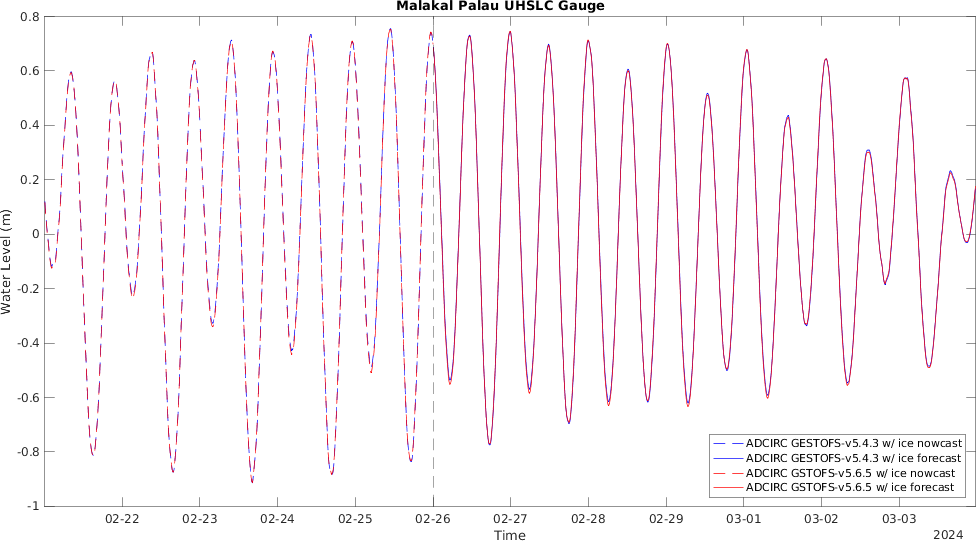 Malakal Palau UHSLC Gauge
0.8
0.6
0.4
0.2
0
-0.2
-0.4
-0.6
-0.8
-1
Water Level (m)
ADCIRC GESTOFS-v5.4.3 w/ ice nowcast
ADCIRC GESTOFS-v5.4.3 w/ ice forecast
ADCIRC GSTOFS-v5.6.5 w/ ice nowcast
ADCIRC GSTOFS-v5.6.5 w/ ice forecast
02-22 02-23 02-24 02-25 02-26 02-27 02-28 02-29 03-01 03-02 03-03
Time
2024